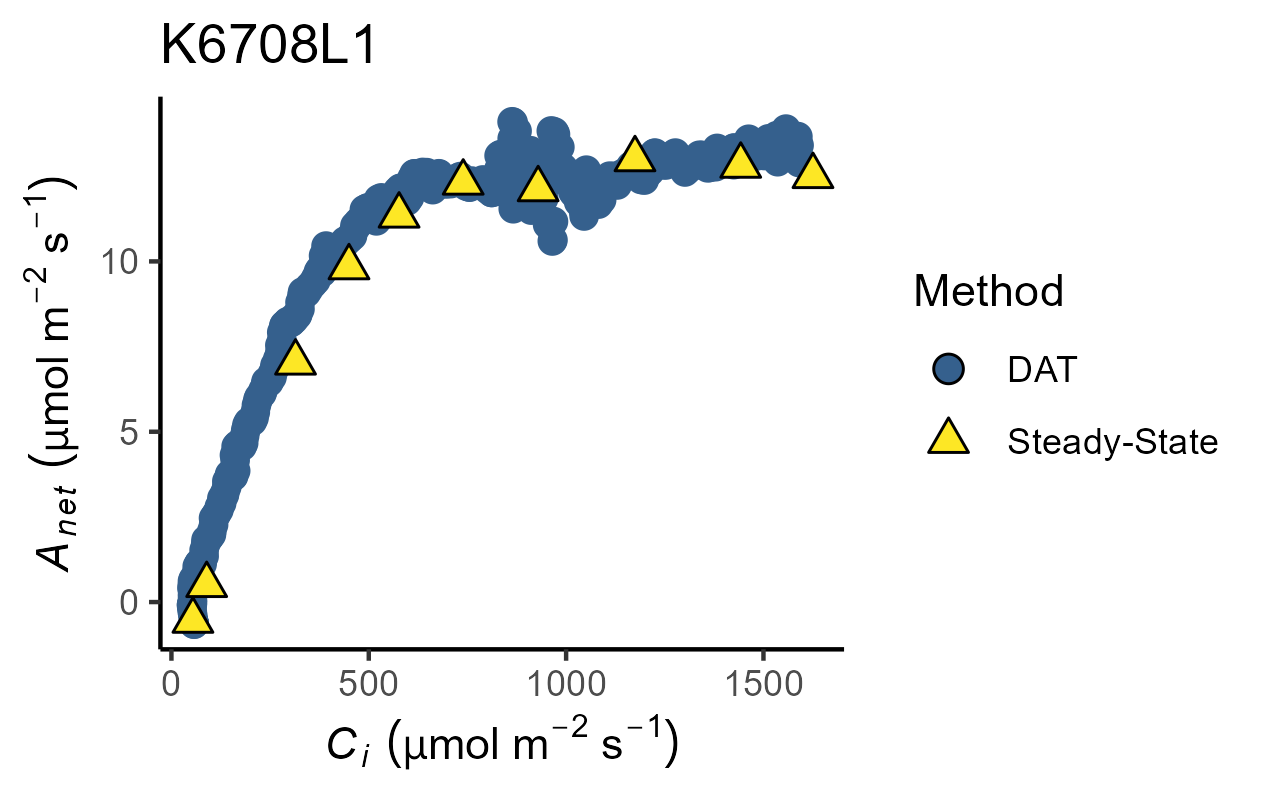 K6708L1
10
5
0
A_net (µmol m⁻² s⁻¹)
0 500 1000 1500
C_i (µmol m⁻² s⁻¹)
Method
DAT
Steady-State